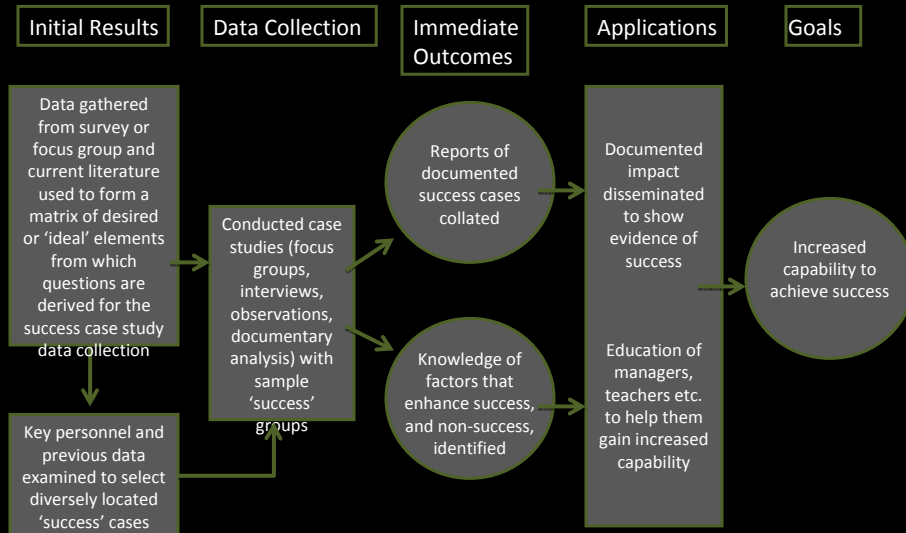 Initial Results
Data Collection
Immediate
Outcomes
Applications
Goals
Data gathered
from survey or
focus group and
current literature
used to form a
matrix of desired
or ‘ideal’ elements
from which
questions are
derived for the
success case study
data collection
Key personnel and
previous data
examined to select
diversely located
‘success’ cases
Conducted case
studies (focus
groups,
interviews,
observations,
documentary
analysis) with
sample
‘success’
groups
Reports of
documented
success cases
collated
Knowledge of
factors that
enhance success,
and non-success,
identified
Documented
impact
disseminated
to show
evidence of
success
Education of
managers,
teachers etc.
to help them
gain increased
capability
Increased
capability to
achieve success